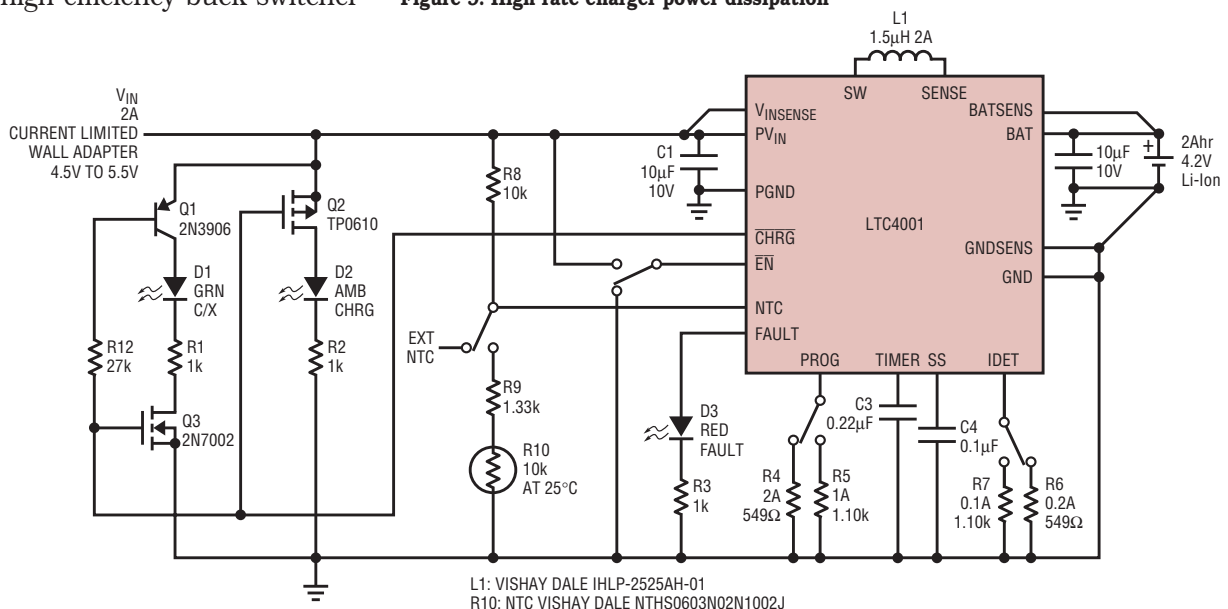 high efficiency buck switcher
Figure 3. High rate charger power dissipation
L1
1.5µH 2A
SW
SENSE
VINSENSE
BATSENS
PVIN
BAT
VIN
2A
CURRENT LIMITED
WALL ADAPTER
4.5V TO 5.5V
C1
10µF
10V
10µF
10V
+
2Ahr
4.2V
Li-Ion
R8
10k
PGND
Q1
2N3906
Q2
TP0610
LTC4001
CHRG
EN
GNDSENS
GND
D1
GRN
C/X
D2
AMB
CHRG
NTC
FAULT
EXT
NTC
R12
27k
R1
1k
R2
1k
PROG
TIMER
SS
IDET
R9
1.33k
Q3
2N7002
D3
RED
FAULT
C3
0.22µF
C4
0.1µF
R10
10k
AT 25°C
R3
1k
R4
2A
549Ω
R5
1A
1.10k
R7
0.1A
1.10k
R6
0.2A
549Ω
L1: VISHAY DALE IHLP-2525AH-01
R10: NTC VISHAY DALE NTHS0603N02N1002J